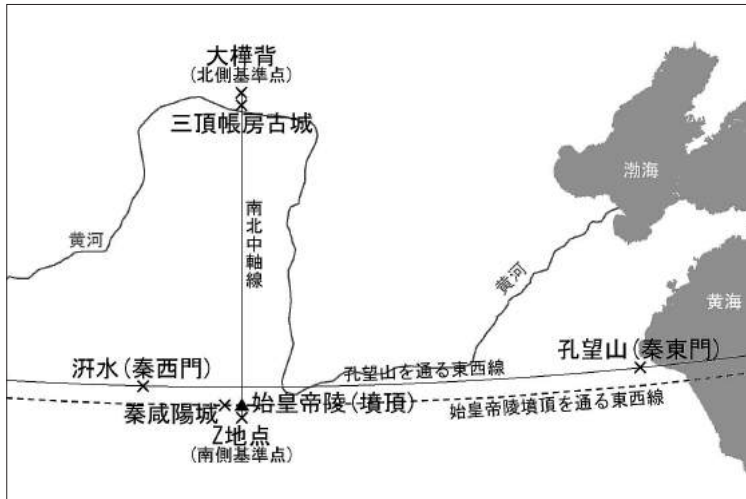 大樺背
(北側基準点)
三頂帳房古城
渤海
南北中軸線
黄河
黄河
黄海
汧水(秦西門)
孔望山を通る東西線
孔望山(秦東門)
秦咸陽城
始皇帝陵(墳頂)
始皇帝陵墳頂を通る東西線
Z地点
(南側基準点)